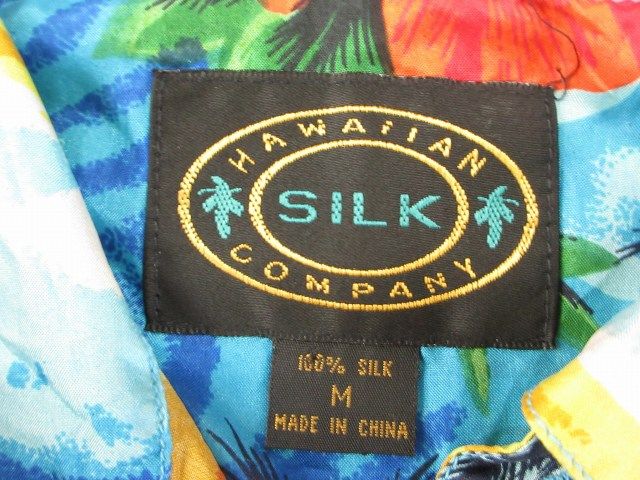 HAWAIIAN
SILK
COMPANY
100% SILK
M
MADE IN CHINA